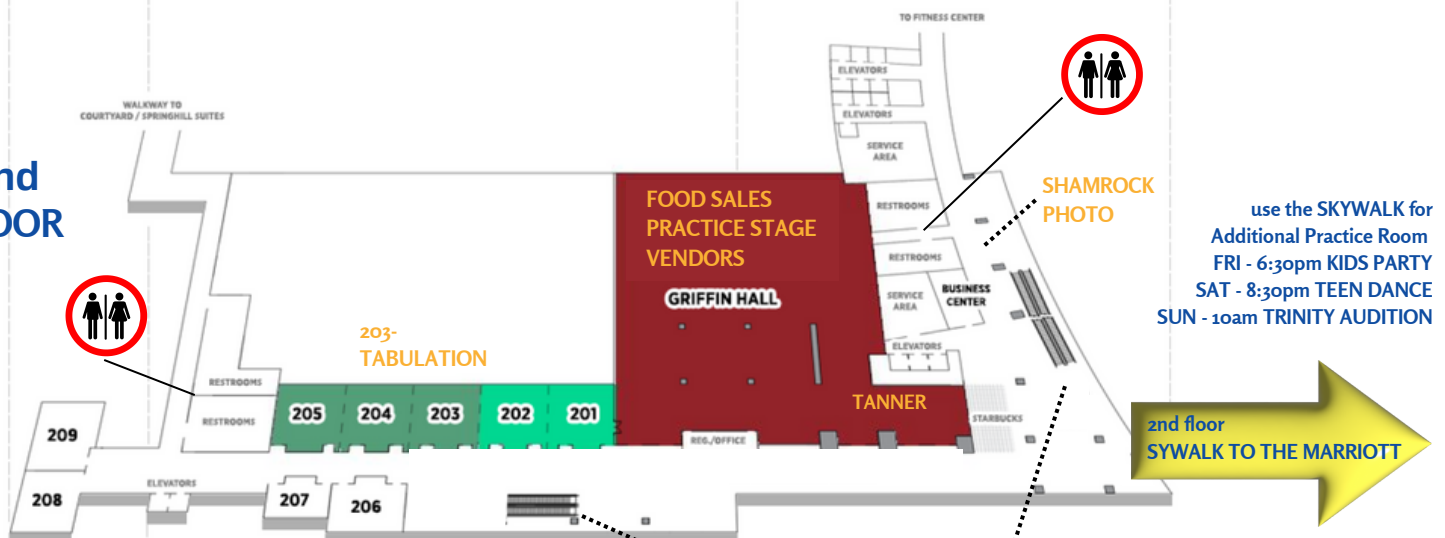 TO FITNESS CENTER
ELEVATORS
WALKWAY TO
COURTYARD / SPRINGHILL SUITES
ELEVATORS
SERVICE
AREA
nd
OOR
FOOD SALES
PRACTICE STAGE
VENDORS
SHAMROCK
PHOTO
RESTROOMS
use the SKYWALK for
Additional Practice Room
FRI - 6:30pm KIDS PARTY
SAT - 8:30pm TEEN DANCE
SUN - 10am TRINITY AUDITION
RESTROOMS
GRIFFIN HALL
SERVICE
AREA
BUSINESS
CENTER
203-
TABULATION
ELEVATORS
RESTROOMS
RESTROOMS
205
204
203
202
201
TANNER
STARBUCKS
REG./OFFICE
2nd floor
SYWALK TO THE MARRIOTT
209
208
ELEVATORS
207
206